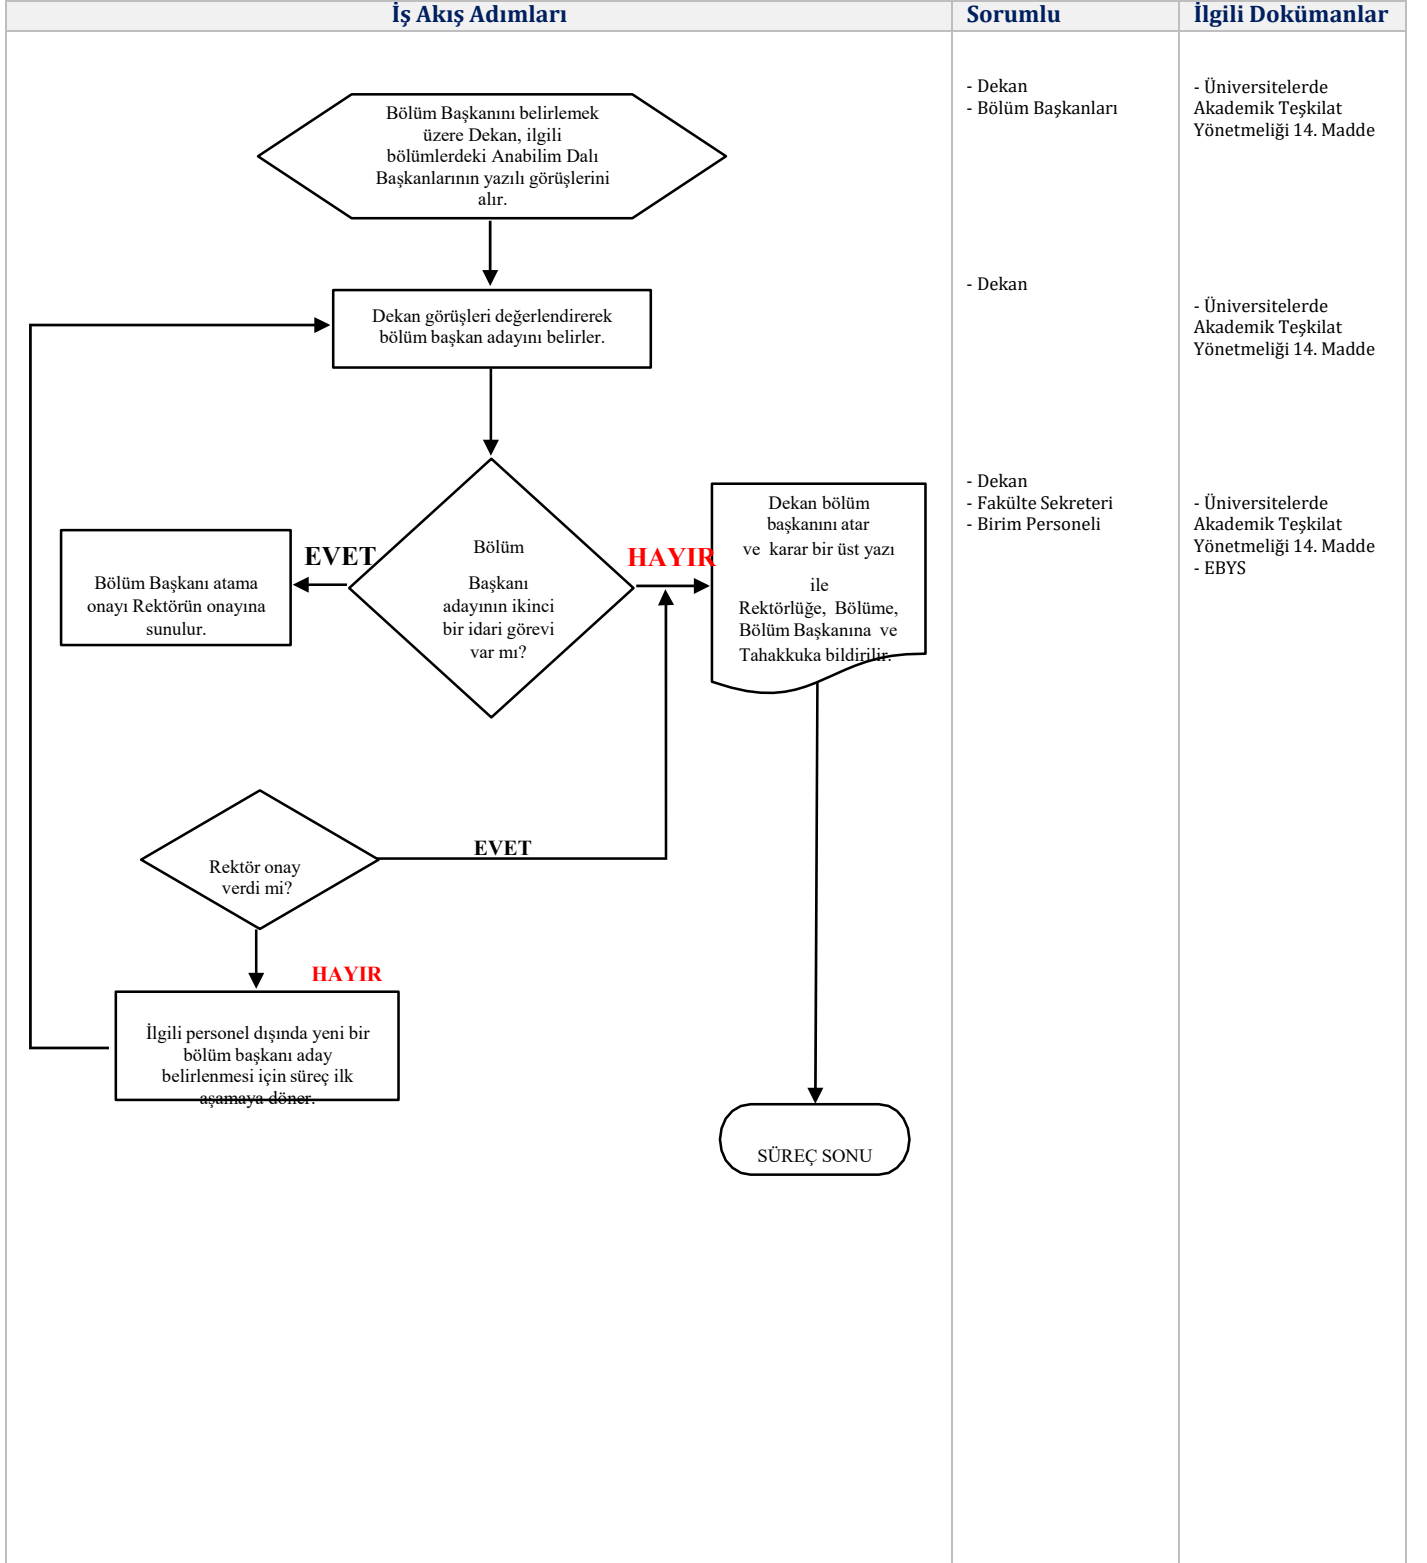 İş Akış Adımları
Sorumlu
İlgili Dokümanlar
Bölüm Başkanını belirlemek
üzere Dekan, ilgili
bölümlerdeki Anabilim Dalı
Başkanlarının yazılı görüşlerini
alır.
- Dekan
- Bölüm Başkanları
- Üniversitelerde
Akademik Teşkilat
Yönetmeliği 14. Madde
Dekan görüşleri değerlendirerek
bölüm başkan adayını belirler.
- Dekan
- Üniversitelerde
Akademik Teşkilat
Yönetmeliği 14. Madde
Bölüm
Başkanı
adayının ikinci
bir idari görevi
var mı?
EVET
HAYIR
Bölüm Başkanı atama
onayı Rektörün onayına
sunulur.
Dekan bölüm
başkanını atar
ve karar bir üst yazı
ile
Rektörlüğe, Bölüme,
Bölüm Başkanına ve
Tahakkuka bildirilir.
- Dekan
- Fakülte Sekreteri
- Birim Personeli
- Üniversitelerde
Akademik Teşkilat
Yönetmeliği 14. Madde
- EBYS
Rektör onay
verdi mi?
EVET
HAYIR
İlgili personel dışında yeni bir
bölüm başkanı aday
belirlenmesi için süreç ilk
aşamaya döner.
SÜREÇ SONU